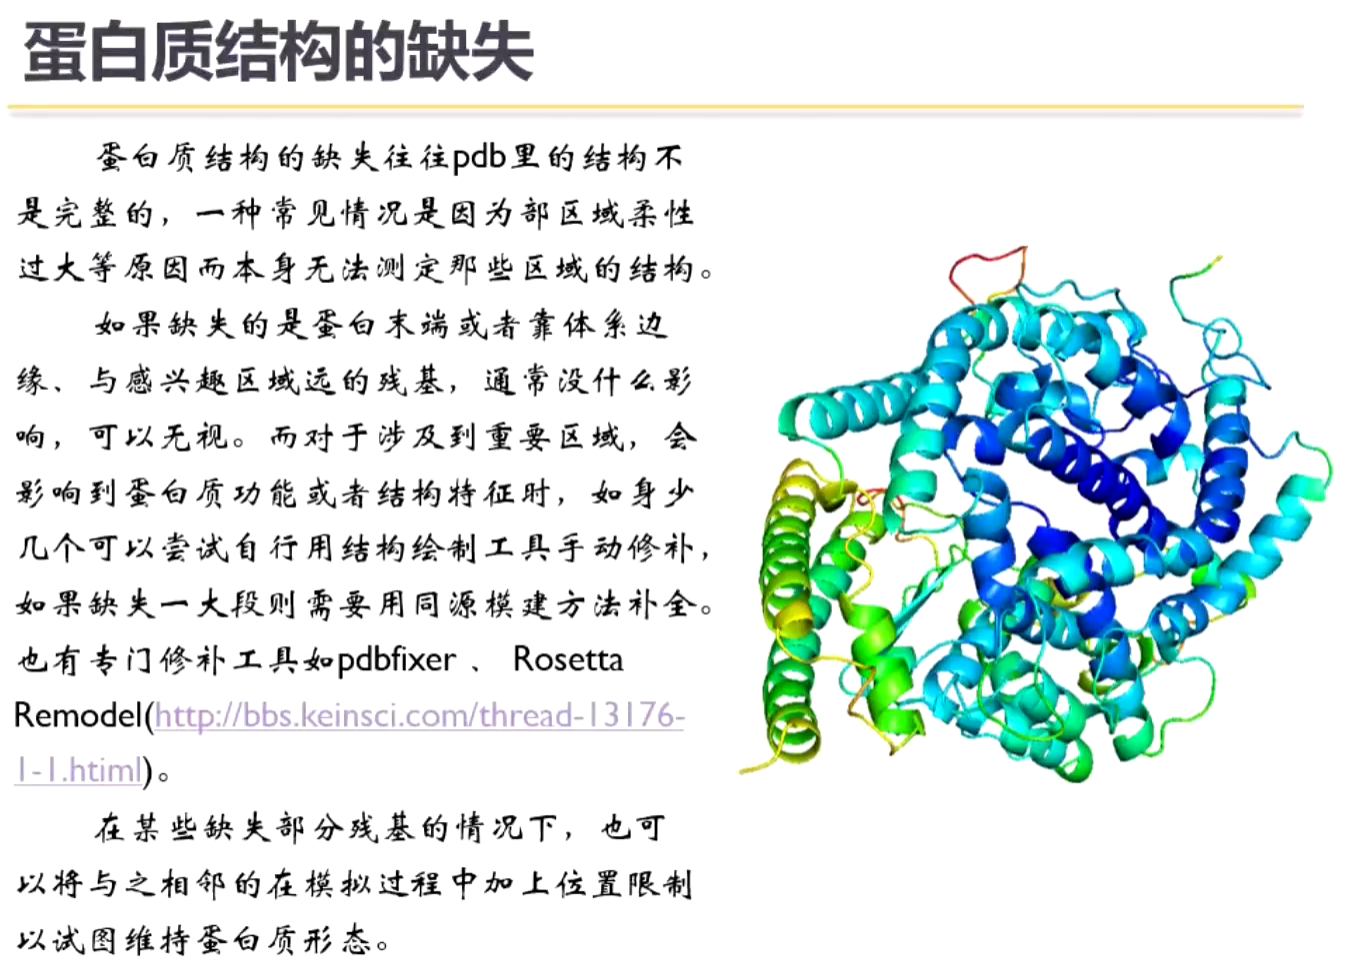 蛋白质结构的缺失
蛋白质结构的缺失往往pdb里的结构不
是完整的，一种常见情况是因为部区域柔性
过大等原因而本身无法测定那些区域的结构。
如果缺失的是蛋白末端或者靠体系边
缘、与感兴趣区域远的残基，通常没什么影
响，可以无视。而对于涉及到重要区域，会
影响到蛋白质功能或者结构特征时，如身少
几个可以尝试自行用结构绘制工具手动修补，
如果缺失一大段则需要用同源模建方法补全。
也有专门修补工具如pdbfixer 、 Rosetta
Remodel(http://bbs.keinsci.com/thread-13176-
1-1.htiml)。
在某些缺失部分残基的情况下，也可
以将与之相邻的在模拟过程中加上位置限制
以试图维持蛋白质形态。